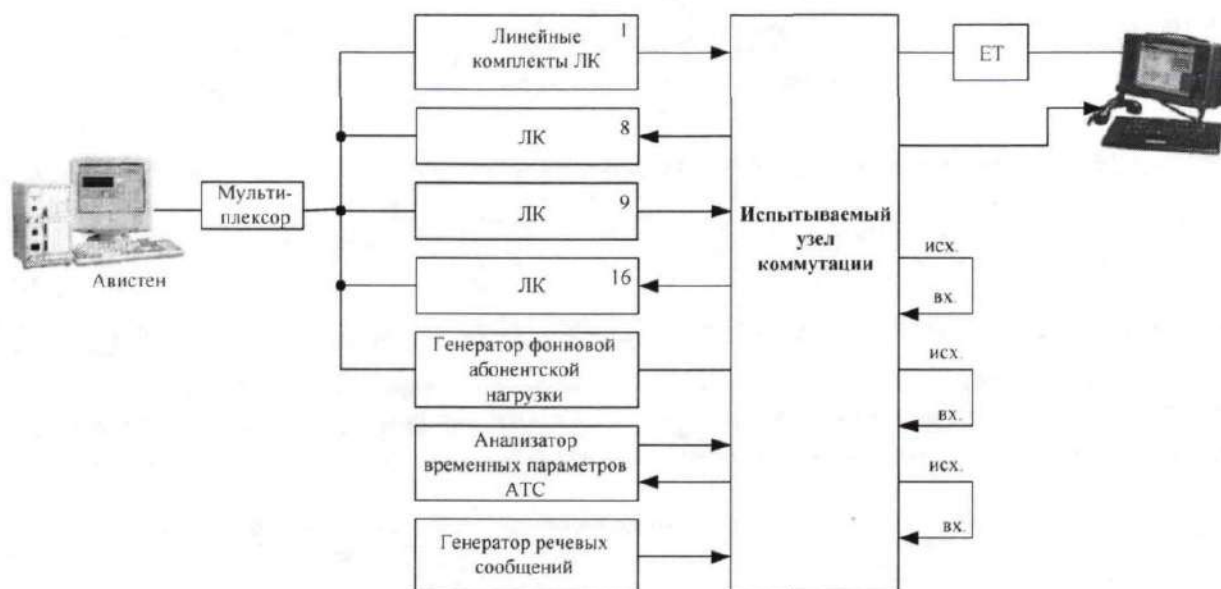 Линейные
комплекты ЛК
1
ЕТ
ЛК
8
Мульти-
плексор
ЛК
9
Авистен
ЛК
16
Испытываемый
узел
коммутации
исх.
вх.
Генератор фонновой
абонентской
нагрузки
исх.
вх.
Анализатор
временных параметров
АТС
исх.
вх.
Генератор речевых
сообщений